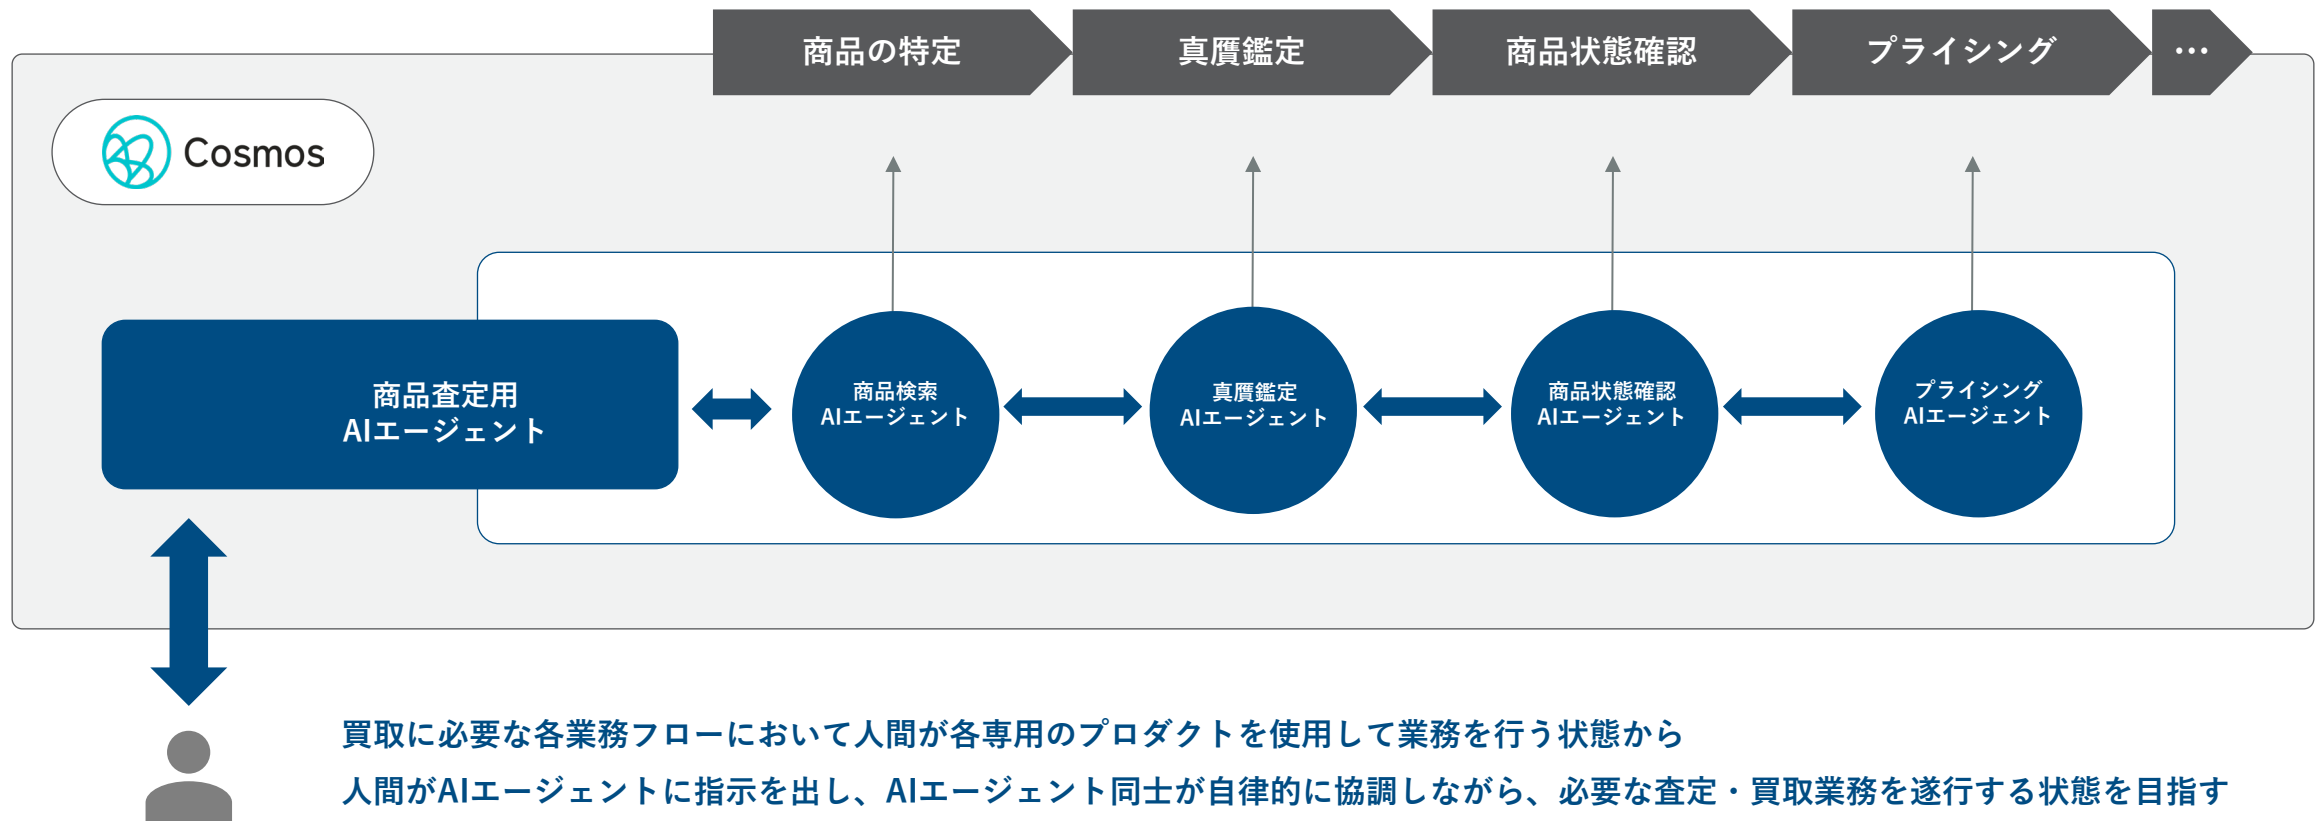 商品の特定
真贋鑑定
商品状態確認
プライシング
…
Cosmos
商品査定用
AIエージェント
商品検索
AIエージェント
真贋鑑定
AIエージェント
商品状態確認
AIエージェント
プライシング
AIエージェント
買取に必要な各業務フローにおいて人間が各専用のプロダクトを使用して業務を行う状態から
人間がAIエージェントに指示を出し、AIエージェント同士が自律的に協調しながら、必要な査定・買取業務を遂行する状態を目指す